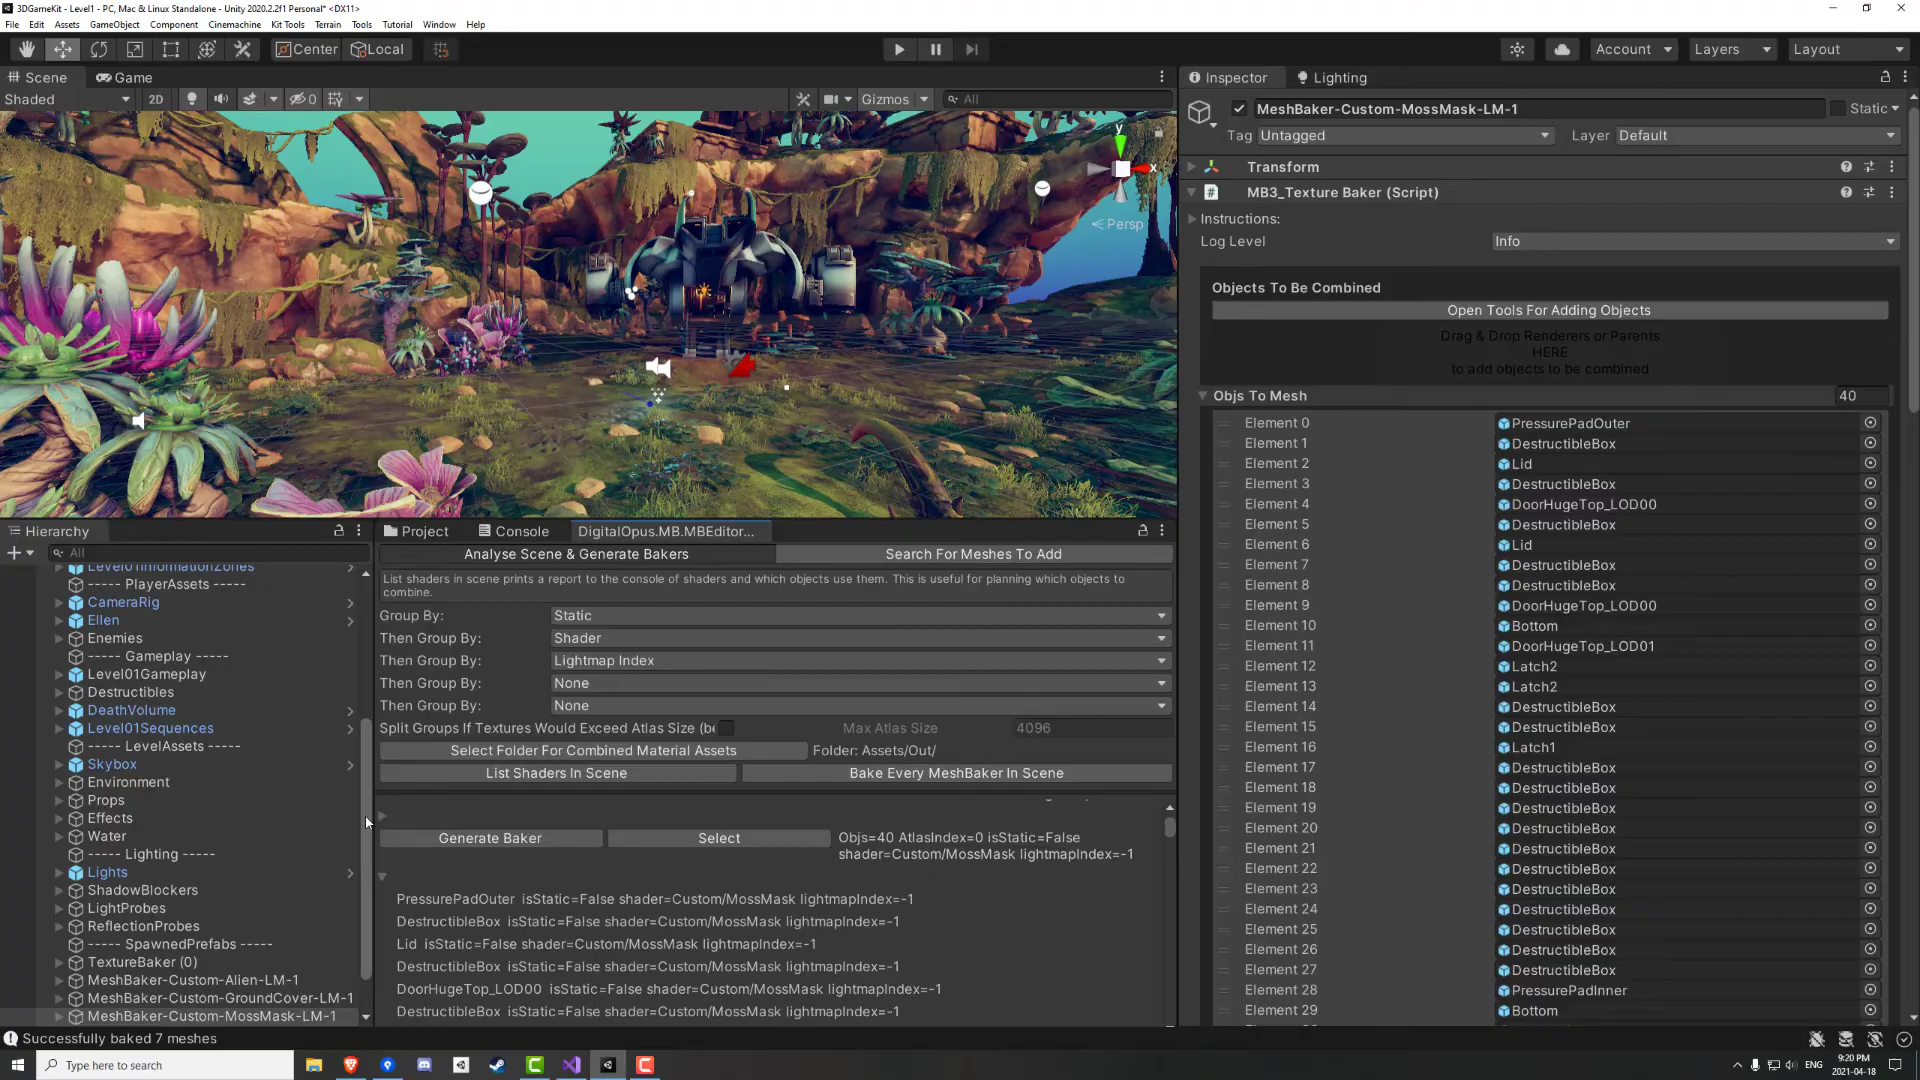 3DGameKit - Level1 - PC, Mac & Linux Standalone - Unity 2020.2.2f1 Personal* <DX11>
File Edit Assets GameObject Component Cinemachine Kit Tools Terrain Tools Tutorial Window Help
Center Local Account Layers Layout
Scene Game
Shaded 2D 0 Gizmos All
y
x
Persp
Inspector Lighting
MeshBaker-Custom-MossMask-LM-1 Static
Tag Untagged Layer Default
Transform
MB3_Texture Baker (Script)
Instructions:
Log Level Info
Objects To Be Combined
Open Tools For Adding Objects
Drag & Drop Renderers or Parents
HERE
to add objects to be combined
Objs To Mesh 40
Element 0 PressurePadOuter
Element 1 DestructibleBox
Element 2 Lid
Element 3 DestructibleBox
Element 4 DoorHugeTop_LOD00
Element 5 DestructibleBox
Element 6 Lid
Element 7 DestructibleBox
Element 8 DestructibleBox
Element 9 DoorHugeTop_LOD00
Element 10 Bottom
Element 11 DoorHugeTop_LOD01
Element 12 Latch2
Element 13 Latch2
Element 14 DestructibleBox
Element 15 DestructibleBox
Element 16 Latch1
Element 17 DestructibleBox
Element 18 DestructibleBox
Element 19 DestructibleBox
Element 20 DestructibleBox
Element 21 DestructibleBox
Element 22 DestructibleBox
Element 23 DestructibleBox
Element 24 DestructibleBox
Element 25 DestructibleBox
Element 26 DestructibleBox
Element 27 DestructibleBox
Element 28 PressurePadInner
Element 29 Bottom
Hierarchy
All
Level01InformationZones
----- PlayerAssets -----
CameraRig
Ellen
Enemies
----- Gameplay -----
Level01Gameplay
Destructibles
DeathVolume
Level01Sequences
----- LevelAssets -----
Skybox
Environment
Props
Effects
Water
----- Lighting -----
Lights
ShadowBlockers
LightProbes
ReflectionProbes
----- SpawnedPrefabs -----
TextureBaker (0)
MeshBaker-Custom-Alien-LM-1
MeshBaker-Custom-GroundCover-LM-1
MeshBaker-Custom-MossMask-LM-1
Project Console DigitalOpus.MB.MBEditor...
Analyse Scene & Generate Bakers Search For Meshes To Add
List shaders in scene prints a report to the console of shaders and which objects use them. This is useful for planning which objects to
combine.
Group By: Static
Then Group By: Shader
Then Group By: Lightmap Index
Then Group By: None
Then Group By: None
Split Groups If Textures Would Exceed Atlas Size (be Max Atlas Size 4096
Select Folder For Combined Material Assets Folder: Assets/Out/
List Shaders In Scene Bake Every MeshBaker In Scene
Generate Baker Select Objs=40 AtlasIndex=0 isStatic=False
shader=Custom/MossMask lightmapIndex=-1
PressurePadOuter isStatic=False shader=Custom/MossMask lightmapIndex=-1
DestructibleBox isStatic=False shader=Custom/MossMask lightmapIndex=-1
Lid isStatic=False shader=Custom/MossMask lightmapIndex=-1
DestructibleBox isStatic=False shader=Custom/MossMask lightmapIndex=-1
DoorHugeTop_LOD00 isStatic=False shader=Custom/MossMask lightmapIndex=-1
DestructibleBox isStatic=False shader=Custom/MossMask lightmapIndex=-1
Successfully baked 7 meshes
Type here to search
ENG
9:20 PM
2021-04-18